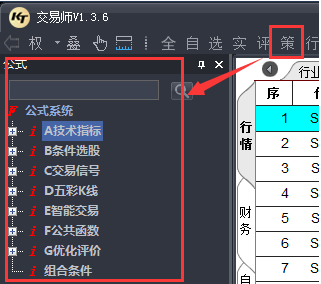 KT 交易师V1.3.6
权 全 自 选 实 评 策 行
公式
行业
公式系统
A技术指标
B条件选股
C交易信号
D五彩K线
E智能交易
F公共函数
G优化评价
组合条件
行情
财务
自
序
1 S
2 S
3 S
4 S
5 S
6 S
7 S